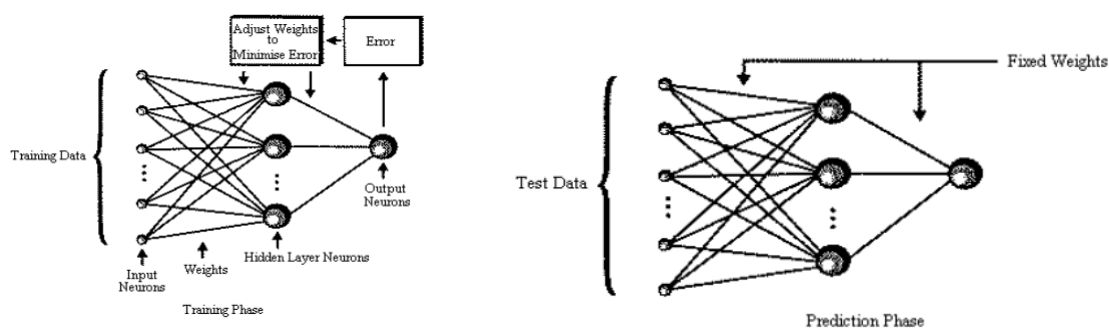 Adjust Weights
to
Minimise Error
Error
Training Data
Output
Neurons
Input
Neurons
Weights
Hidden Layer Neurons
Training Phase
Fixed Weights
Test Data
Prediction Phase